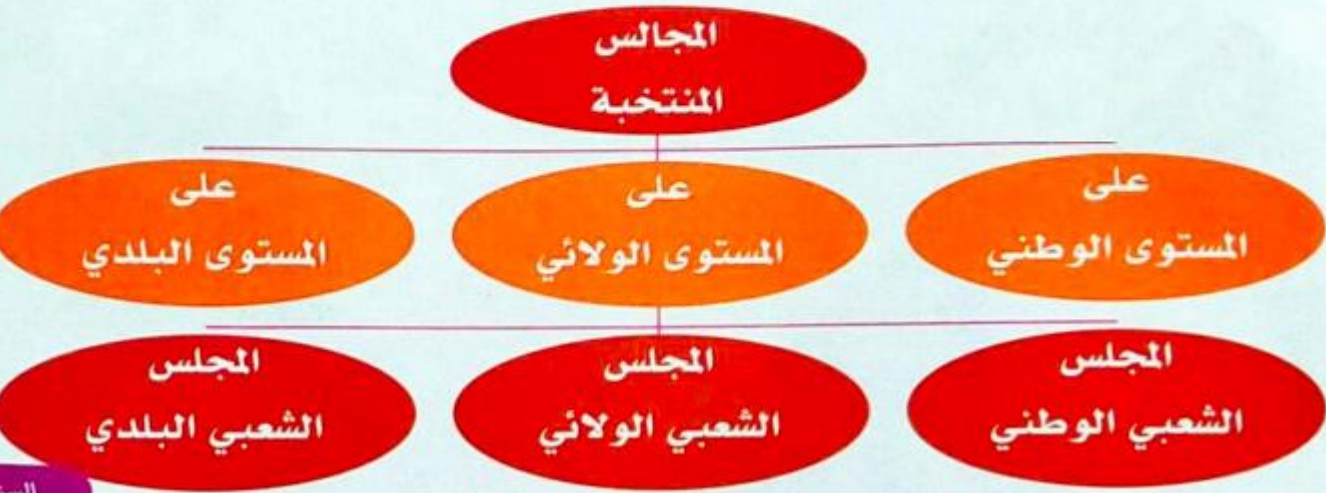 المجالس
المنتخبة
على
المستوى الوطني
على
المستوى الولائي
على
المستوى البلدي
المجلس
الشعبي الوطني
المجلس
الشعبي الولائي
المجلس
الشعبي البلدي